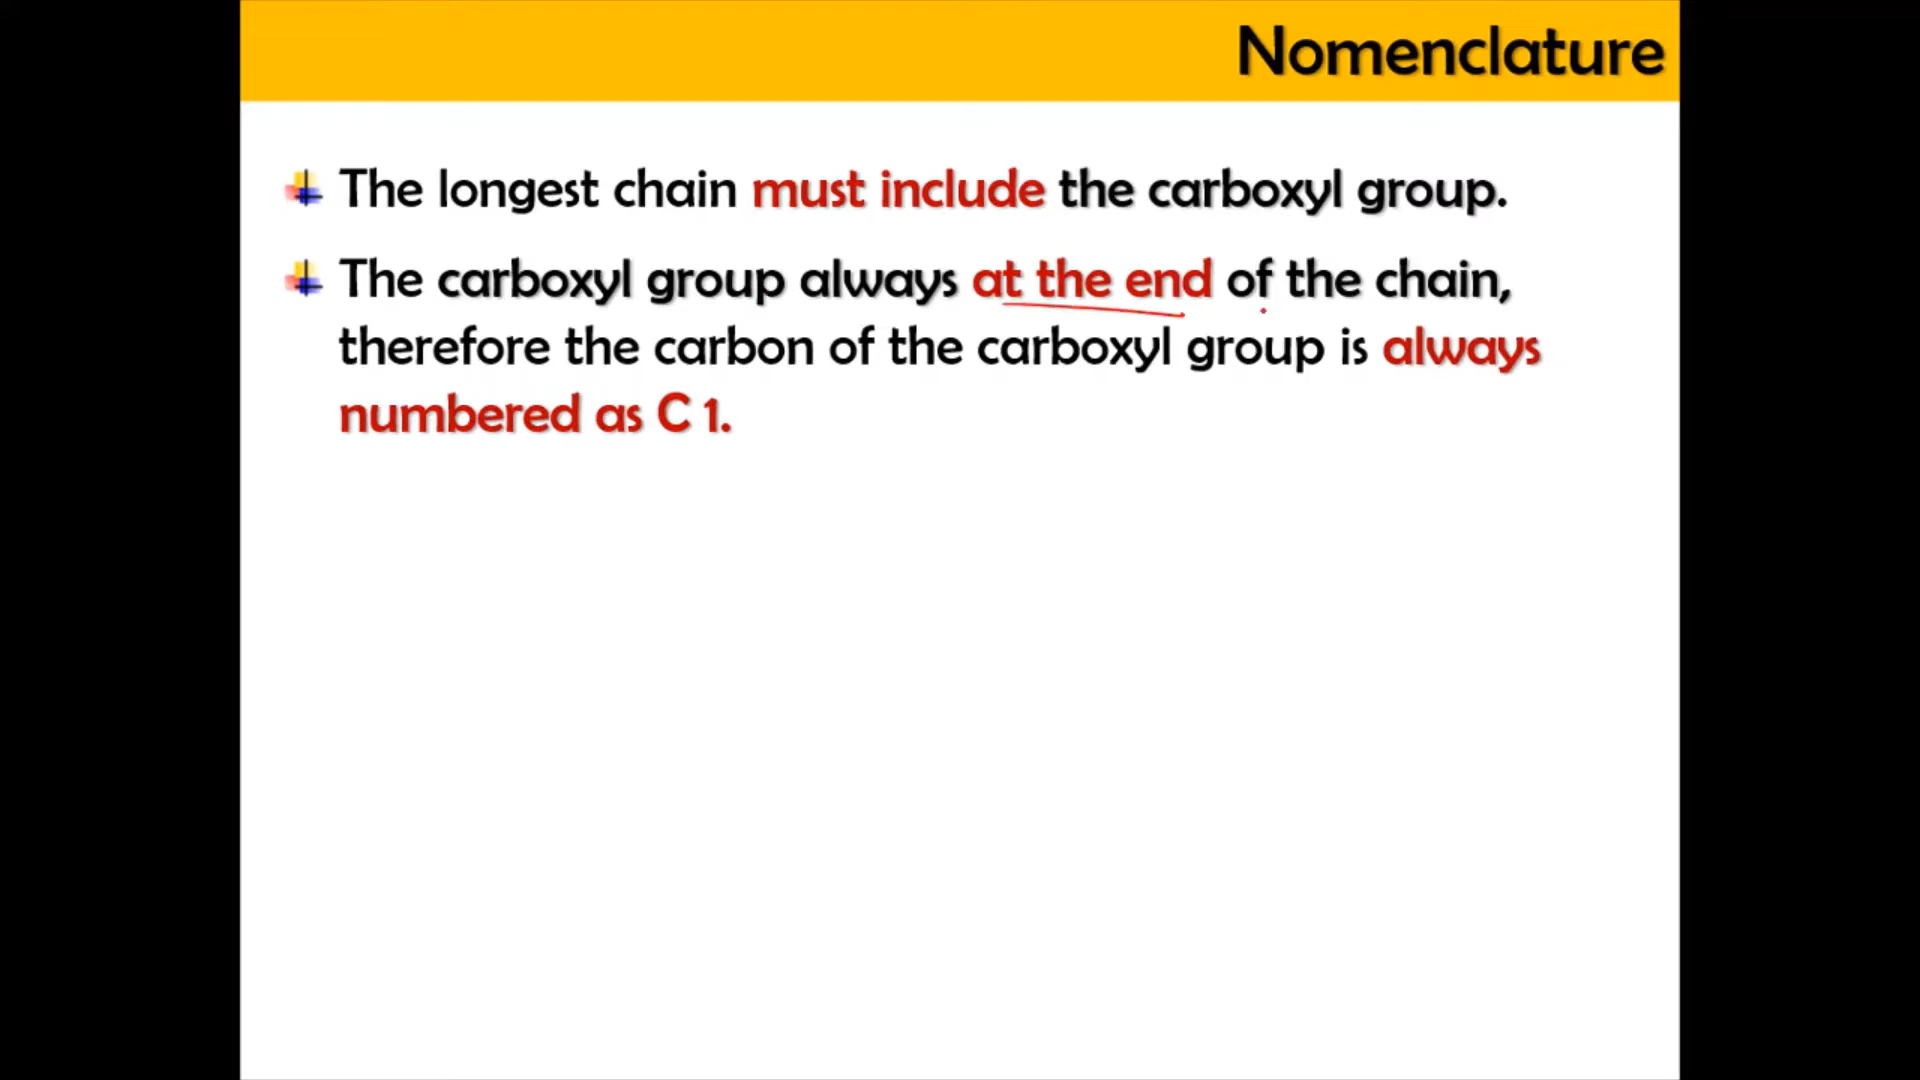 Nomenclature
The longest chain must include the carboxyl group.
The carboxyl group always at the end of the chain,
therefore the carbon of the carboxyl group is always
numbered as C 1.